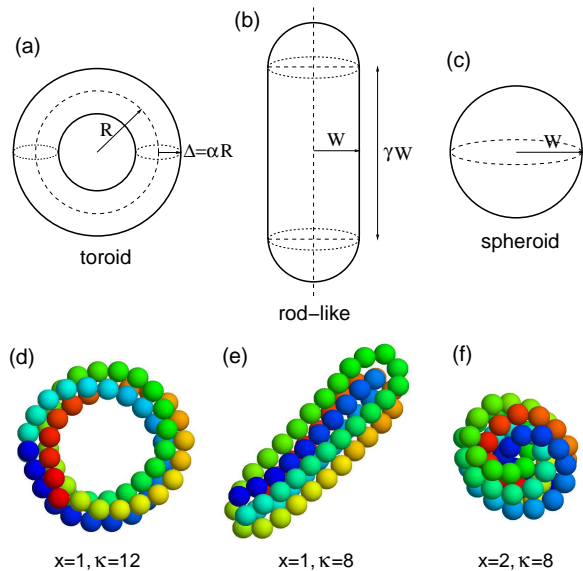 (a)
(b)
(c)
R
Δ=αR
W
γW
W
toroid
spheroid
rod−like
(d)
(e)
(f)
x=1, κ=12
x=1, κ=8
x=2, κ=8